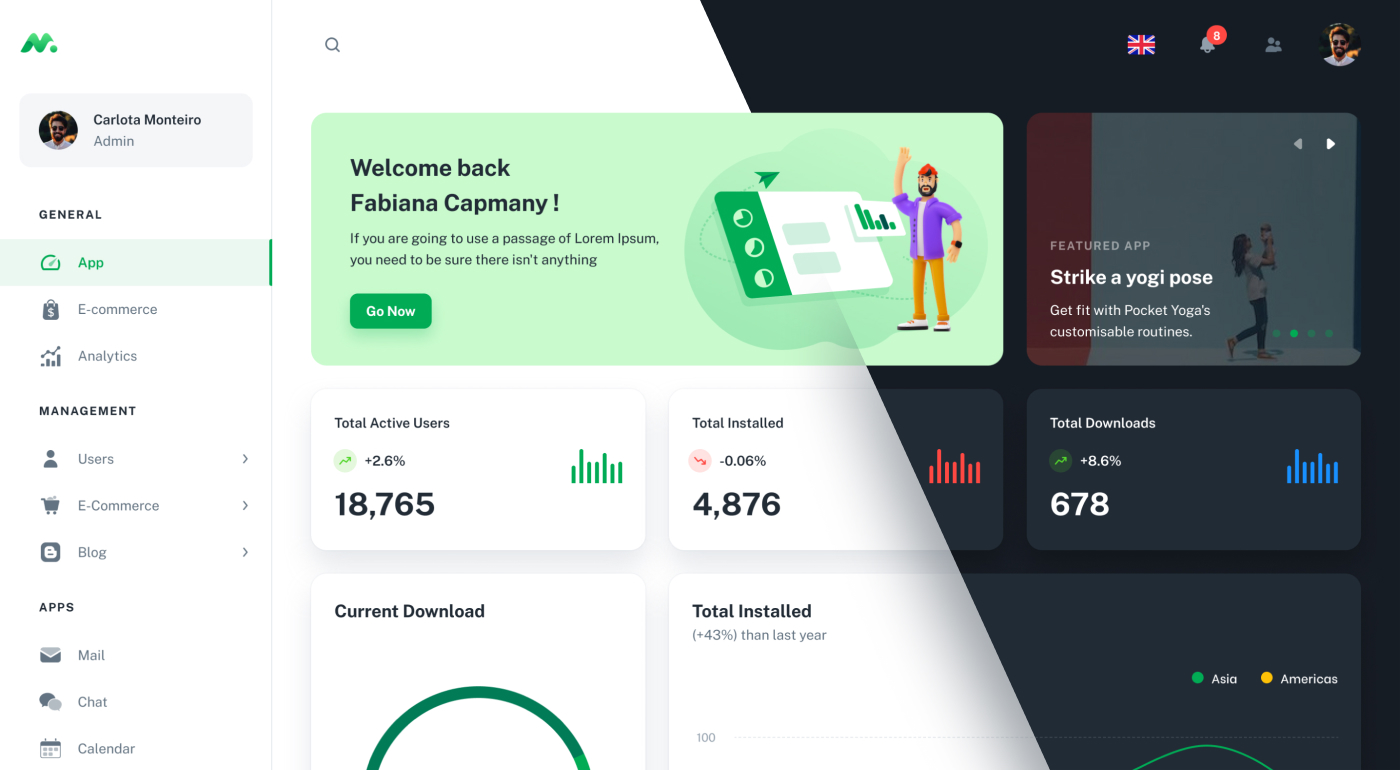 8
Carlota Monteiro
Admin
GENERAL
App
E-commerce
Analytics
MANAGEMENT
Users
E-Commerce
Blog
APPS
Mail
Chat
Calendar
Welcome back
Fabiana Capmany !
If you are going to use a passage of Lorem Ipsum,
you need to be sure there isn't anything
Go Now
FEATURED APP
Strike a yogi pose
Get fit with Pocket Yoga's
customisable routines.
Total Active Users
+2.6%
18,765
Total Installed
-0.06%
4,876
Total Downloads
+8.6%
678
Current Download
Total Installed
(+43%) than last year
Asia
Americas
100